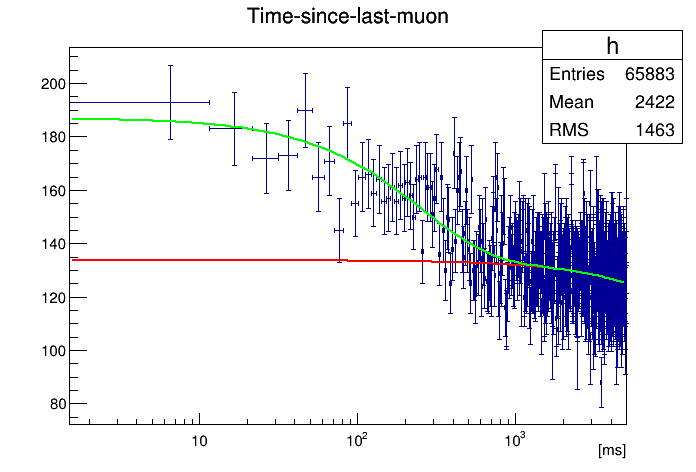 Time-since-last-muon
h
Entries 65883
Mean 2422
RMS 1463
200
180
160
140
120
100
80
10
10²
10³
[ms]